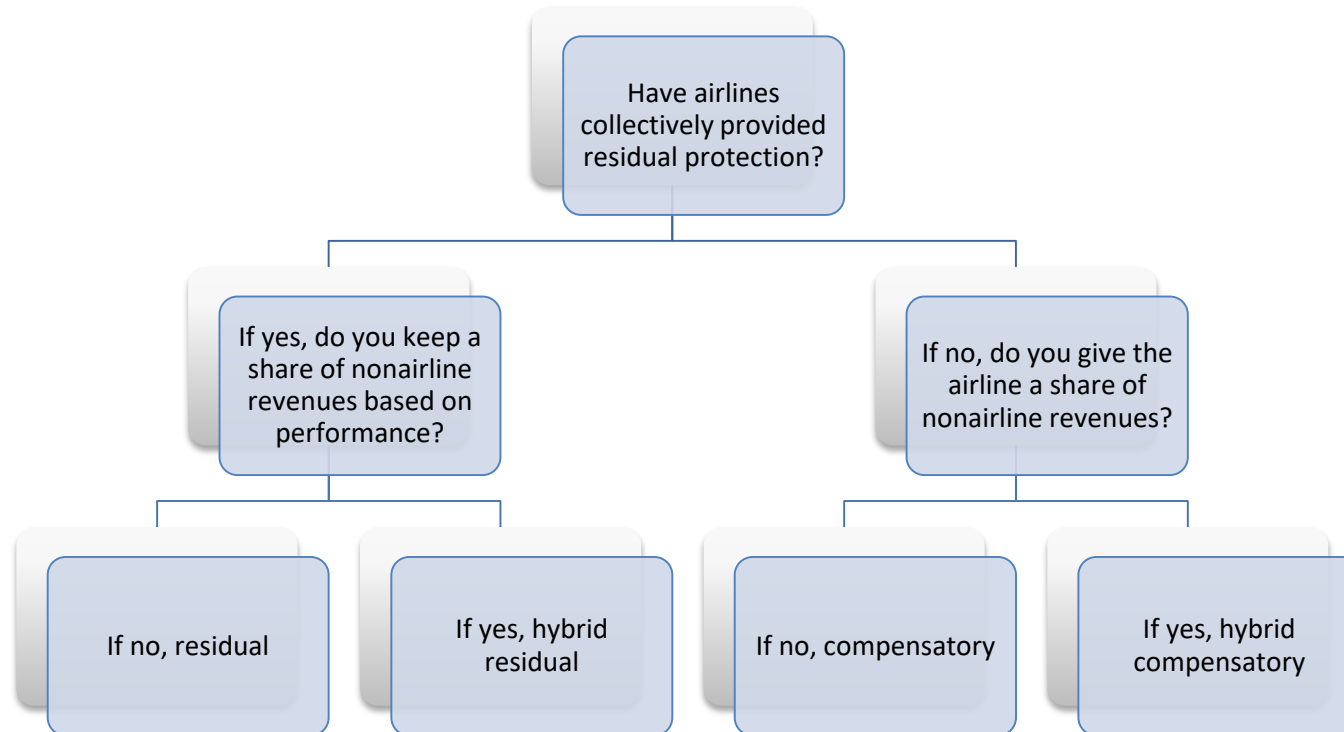 Have airlines
collectively provided
residual protection?
If yes, do you keep a
share of nonairline
revenues based on
performance?
If no, do you give the
airline a share of
nonairline revenues?
If no, residual
If yes, hybrid
residual
If no, compensatory
If yes, hybrid
compensatory